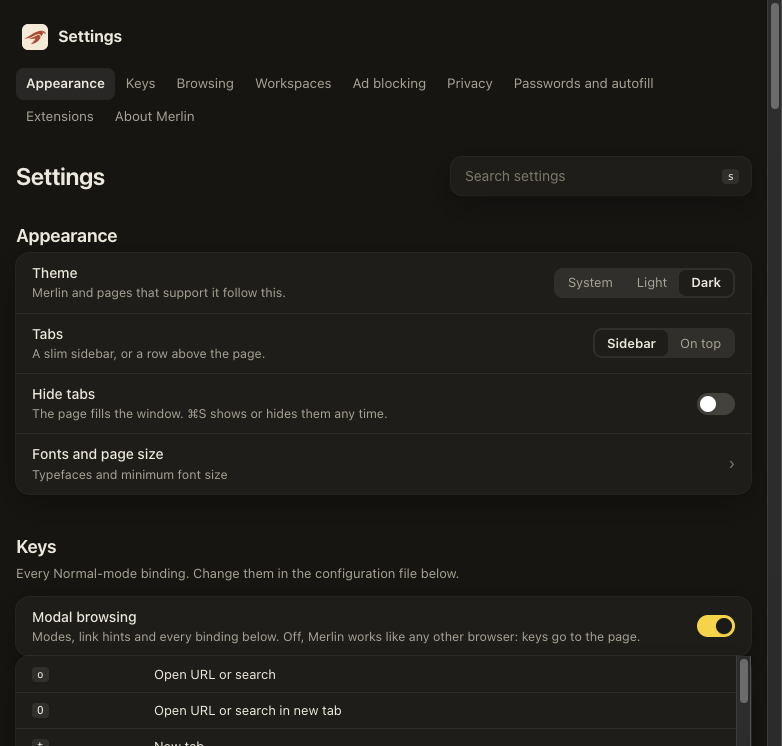 Settings
Appearance Keys Browsing Workspaces Ad blocking Privacy Passwords and autofill
Extensions About Merlin
Settings
Search settings s
Appearance
Theme
Merlin and pages that support it follow this.
System Light Dark
Tabs
A slim sidebar, or a row above the page.
Sidebar On top
Hide tabs
The page fills the window. ⌘S shows or hides them any time.
Fonts and page size
Typefaces and minimum font size
Keys
Every Normal-mode binding. Change them in the configuration file below.
Modal browsing
Modes, link hints and every binding below. Off, Merlin works like any other browser: keys go to the page.
o Open URL or search
O Open URL or search in new tab
t New tab